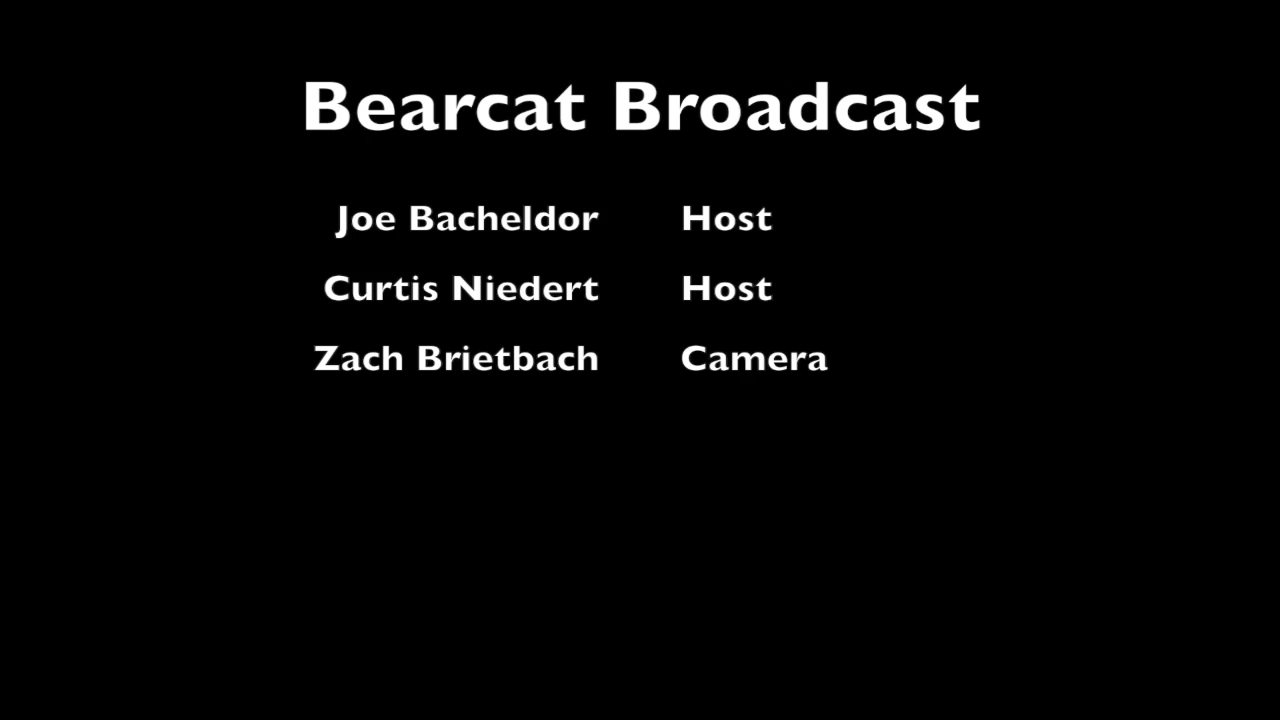 Bearcat Broadcast
Joe Bacheldor Host
Curtis Niedert Host
Zach Brietbach Camera